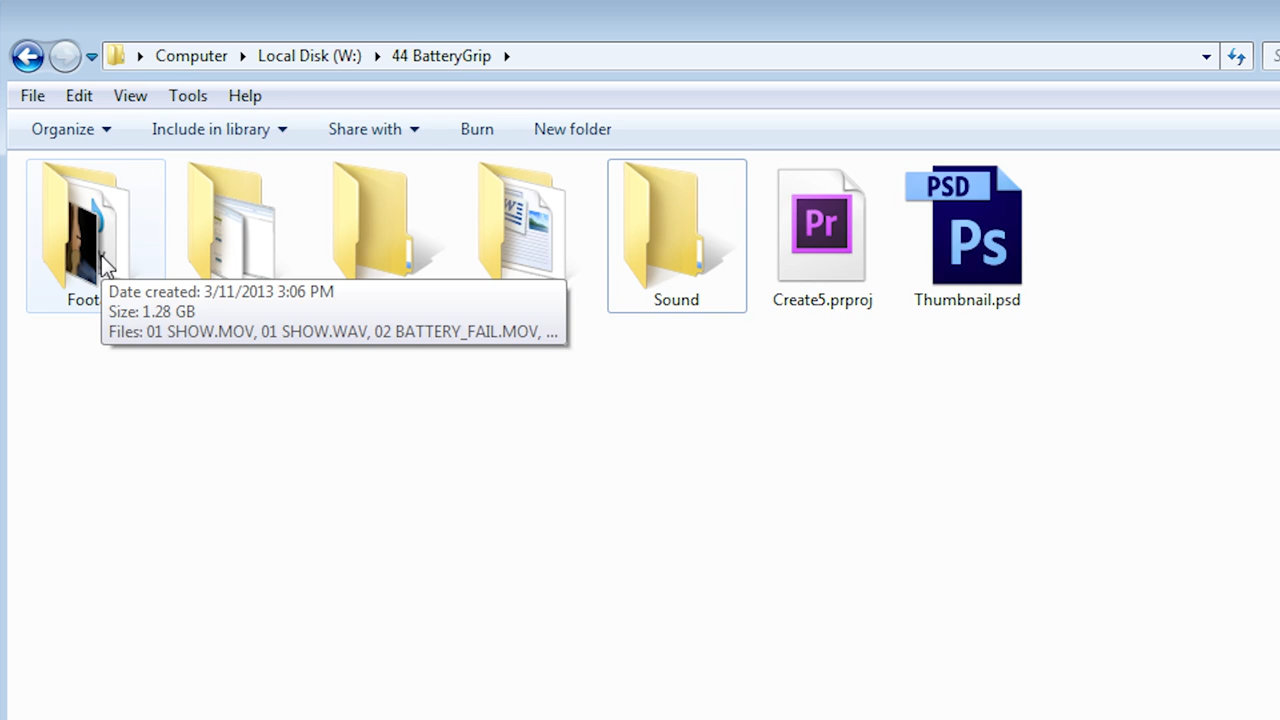 Computer Local Disk (W:) 44 BatteryGrip
File Edit View Tools Help
Organize Include in library Share with Burn New folder
W
Pr
PSD
Ps
Sound Create5.prproj Thumbnail.psd
Date created: 3/11/2013 3:06 PM
Size: 1.28 GB
Files: 01 SHOW.MOV, 01 SHOW.WAV, 02 BATTERY_FAIL.MOV, ...